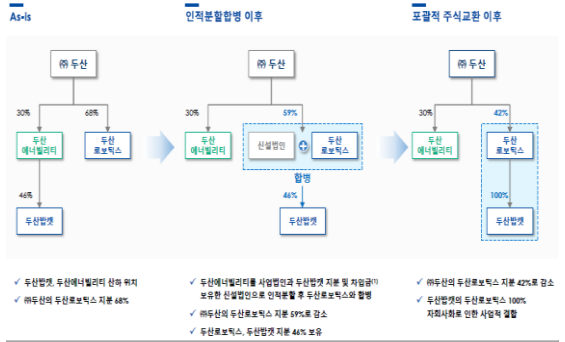 As-is
인적분할합병 이후
포괄적 주식교환 이후
㈜ 두산
30%
68%
두산
에너빌리티
두산
로보틱스
46%
두산밥캣
㈜ 두산
30%
59%
두산
에너빌리티
신설법인
두산
로보틱스
합병
46%
두산밥캣
㈜ 두산
30%
42%
두산
에너빌리티
두산
로보틱스
100%
두산밥캣
✓ 두산밥캣, 두산에너빌리티 산하 위치
✓ ㈜두산의 두산로보틱스 지분 68%
✓ 두산에너빌리티를 사업법인과 두산밥캣 지분 및 차입금(1)
보유한 신설법인으로 인적분할 후 두산로보틱스와 합병
✓ ㈜두산의 두산로보틱스 지분 59%로 감소
✓ 두산로보틱스, 두산밥캣 지분 46% 보유
✓ ㈜두산의 두산로보틱스 지분 42%로 감소
✓ 두산밥캣의 두산로보틱스 100%
자회사화로 인한 사업적 결합